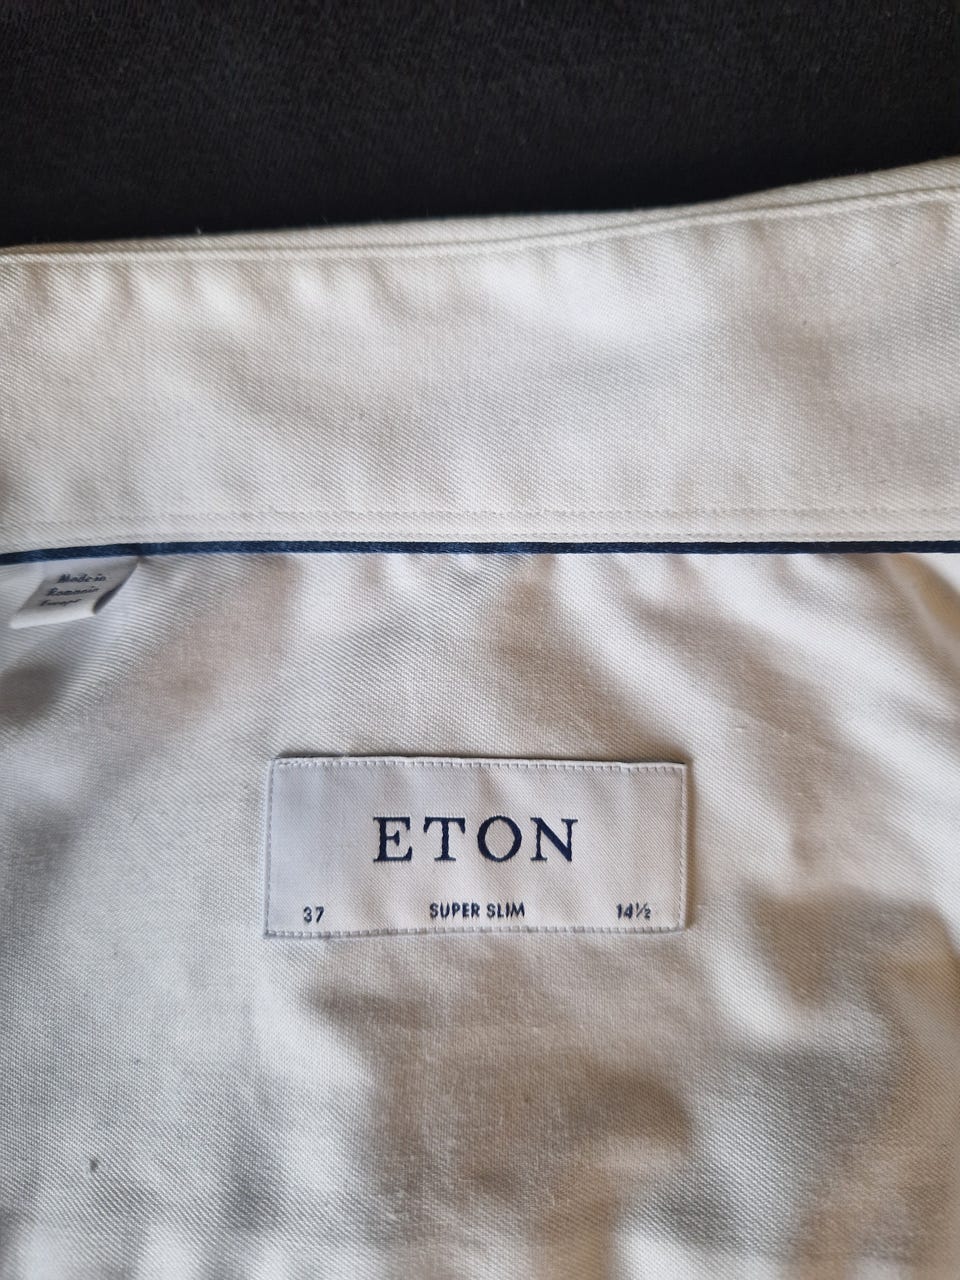 Made in
Romania
Europe
ETON
37 SUPER SLIM 14½